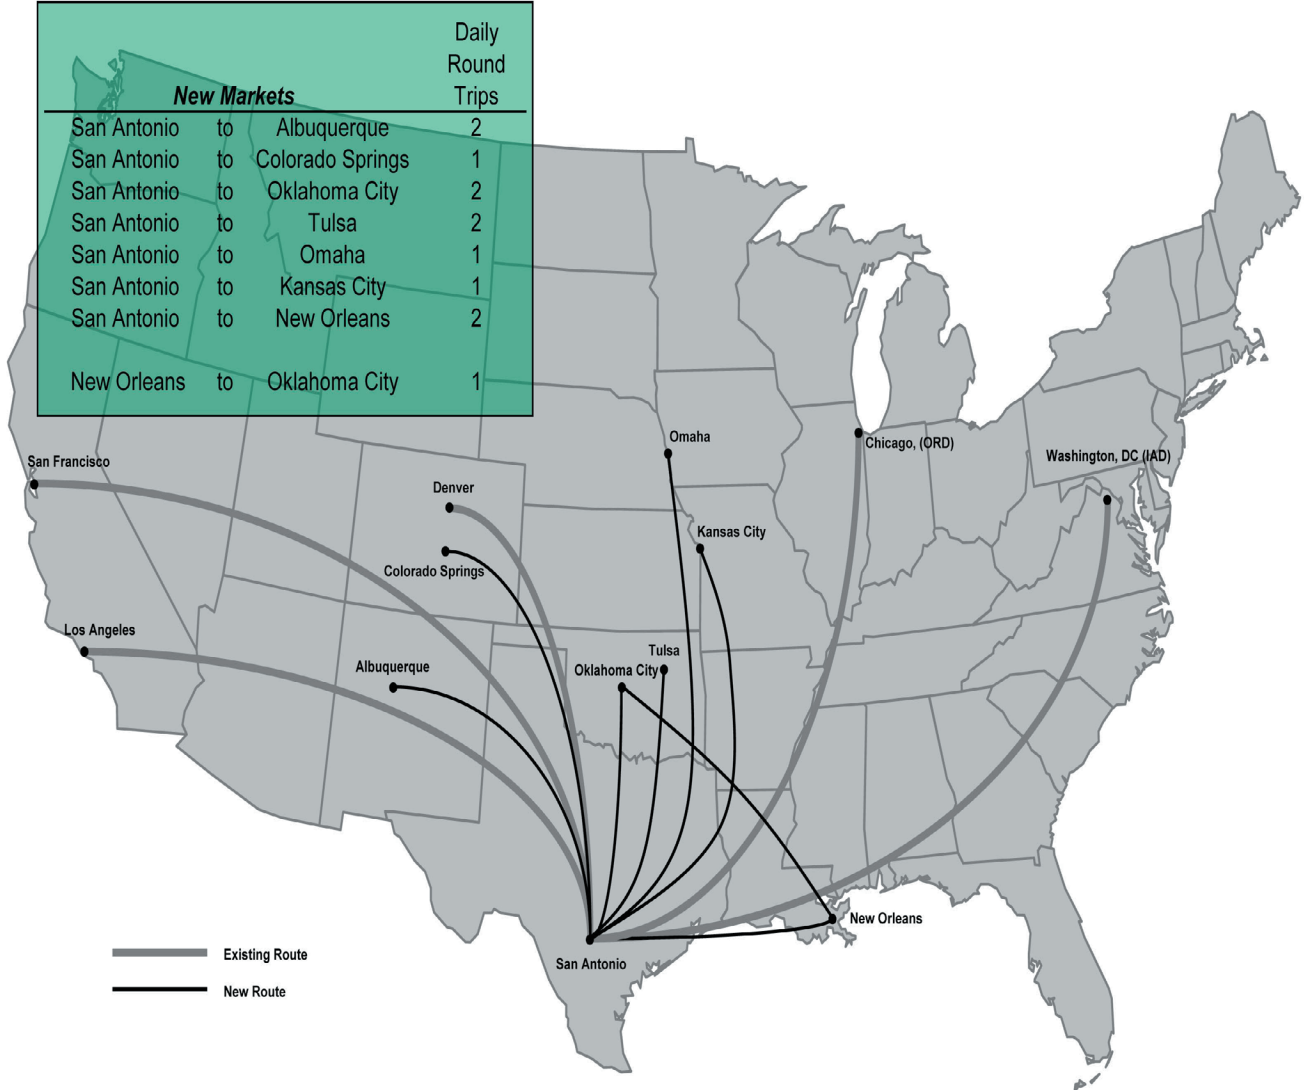 Daily
Round
New Markets Trips
San Antonio to Albuquerque 2
San Antonio to Colorado Springs 1
San Antonio to Oklahoma City 2
San Antonio to Tulsa 2
San Antonio to Omaha 1
San Antonio to Kansas City 1
San Antonio to New Orleans 2
New Orleans to Oklahoma City 1
Omaha
Chicago, (ORD)
Washington, DC (IAD)
San Francisco
Denver
Kansas City
Colorado Springs
Los Angeles
Tulsa
Albuquerque
Oklahoma City
New Orleans
Existing Route
San Antonio
New Route